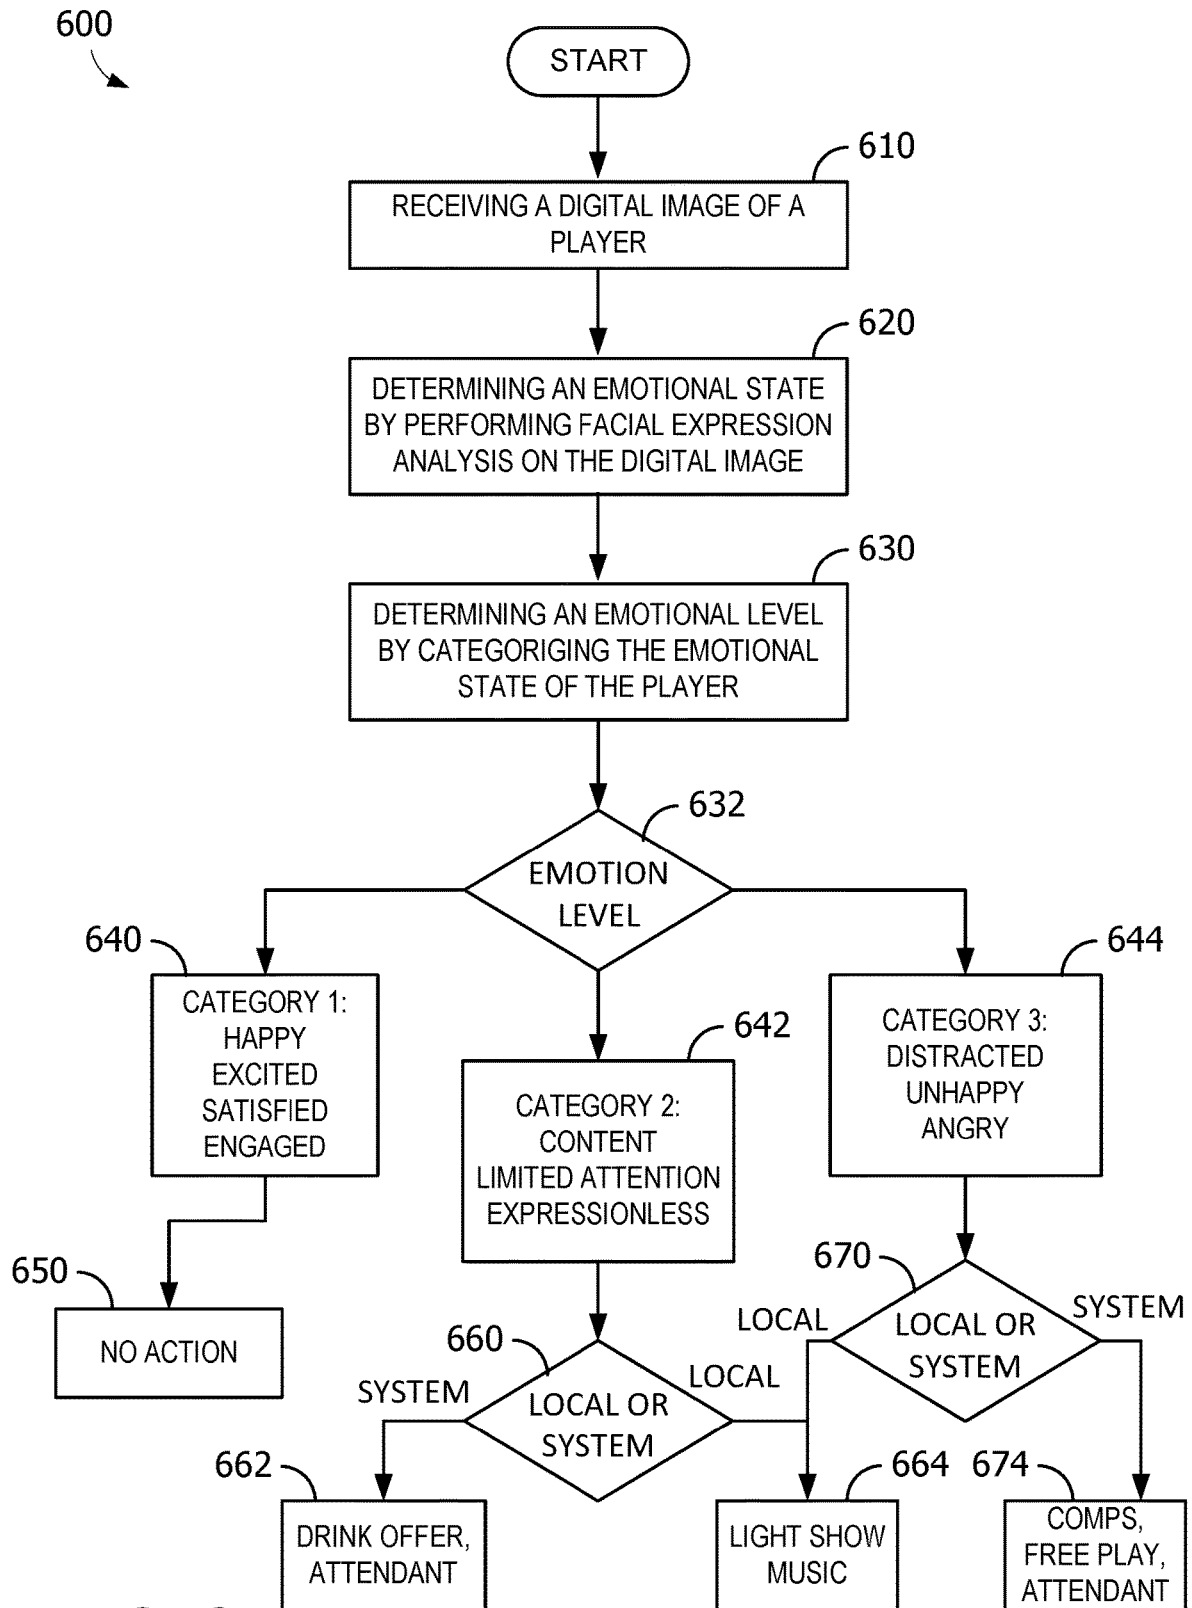 600
START
610
RECEIVING A DIGITAL IMAGE OF A
PLAYER
620
DETERMINING AN EMOTIONAL STATE
BY PERFORMING FACIAL EXPRESSION
ANALYSIS ON THE DIGITAL IMAGE
630
DETERMINING AN EMOTIONAL LEVEL
BY CATEGORIGING THE EMOTIONAL
STATE OF THE PLAYER
632
EMOTION
LEVEL
640
CATEGORY 1:
HAPPY
EXCITED
SATISFIED
ENGAGED
642
CATEGORY 2:
CONTENT
LIMITED ATTENTION
EXPRESSIONLESS
644
CATEGORY 3:
DISTRACTED
UNHAPPY
ANGRY
650
NO ACTION
660
LOCAL OR
SYSTEM
SYSTEM
LOCAL
670
LOCAL OR
SYSTEM
LOCAL
SYSTEM
662
DRINK OFFER,
ATTENDANT
664
LIGHT SHOW
MUSIC
674
COMPS,
FREE PLAY,
ATTENDANT